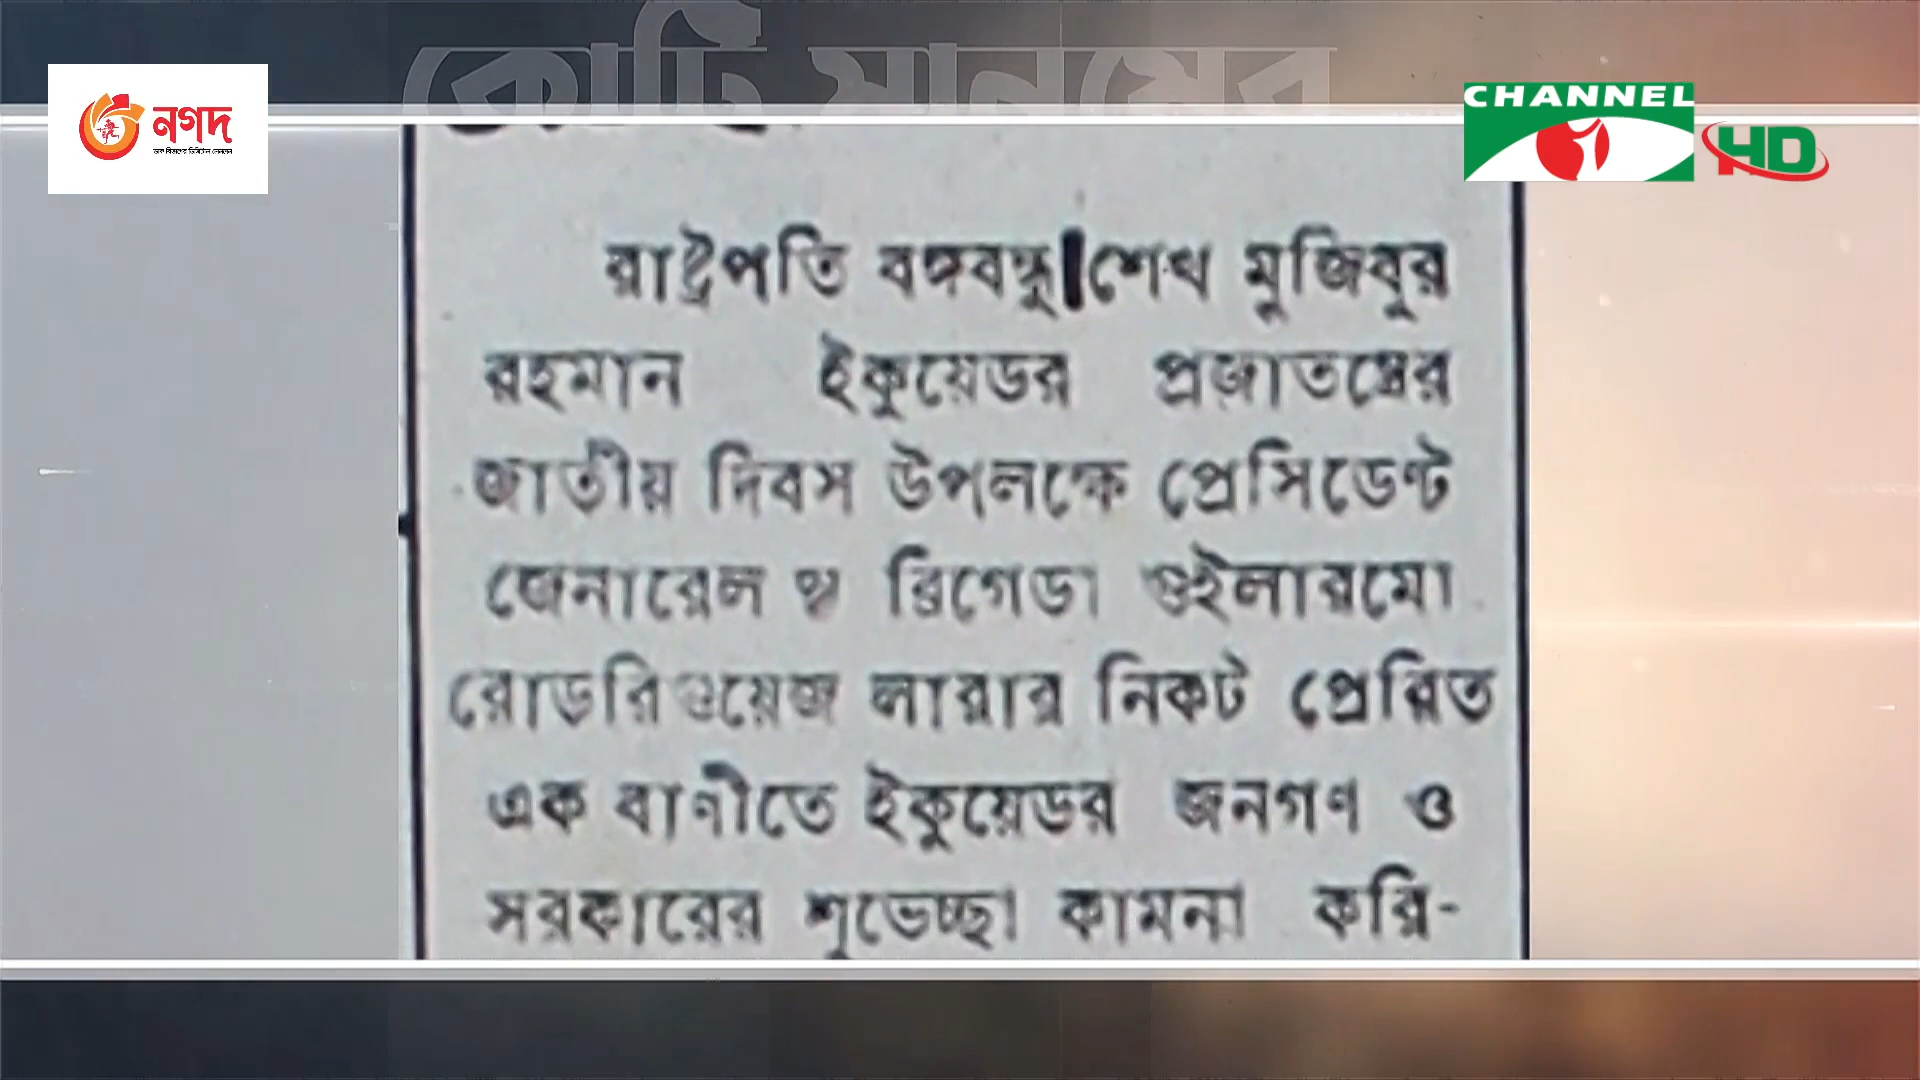 কোটি মানুষের
নগদ
ডাক বিভাগের ডিজিটাল লেনদেন
CHANNEL
HD
রাষ্ট্রপতি বঙ্গবন্ধু শেখ মুজিবুর
রহমান ইকুয়েডর প্রজাতন্ত্রের
জাতীয় দিবস উপলক্ষে প্রেসিডেন্ট
জেনারেল দ্য ব্রিগেডা গুইলারমো
রোডরিগুয়েজ লারার নিকট প্রেরিত
এক বাণীতে ইকুয়েডর জনগণ ও
সরকারের শুভেচ্ছা কামনা করি-